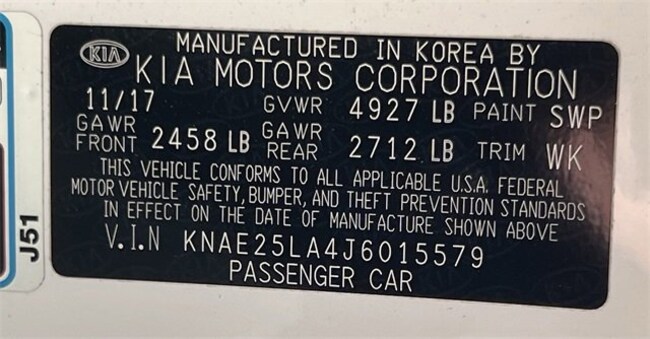 KIA
MANUFACTURED IN KOREA BY
KIA MOTORS CORPORATION
11/17 GVWR 4927 LB PAINT SWP
GAWR FRONT 2458 LB GAWR REAR 2712 LB TRIM WK
THIS VEHICLE CONFORMS TO ALL APPLICABLE U.S.A. FEDERAL
MOTOR VEHICLE, SAFETY, BUMPER, AND THEFT PREVENTION STANDARDS
IN EFFECT ON THE DATE OF MANUFACTURE SHOWN ABOVE
V.I.N KNAE25LA4J6015579
PASSENGER CAR
J51